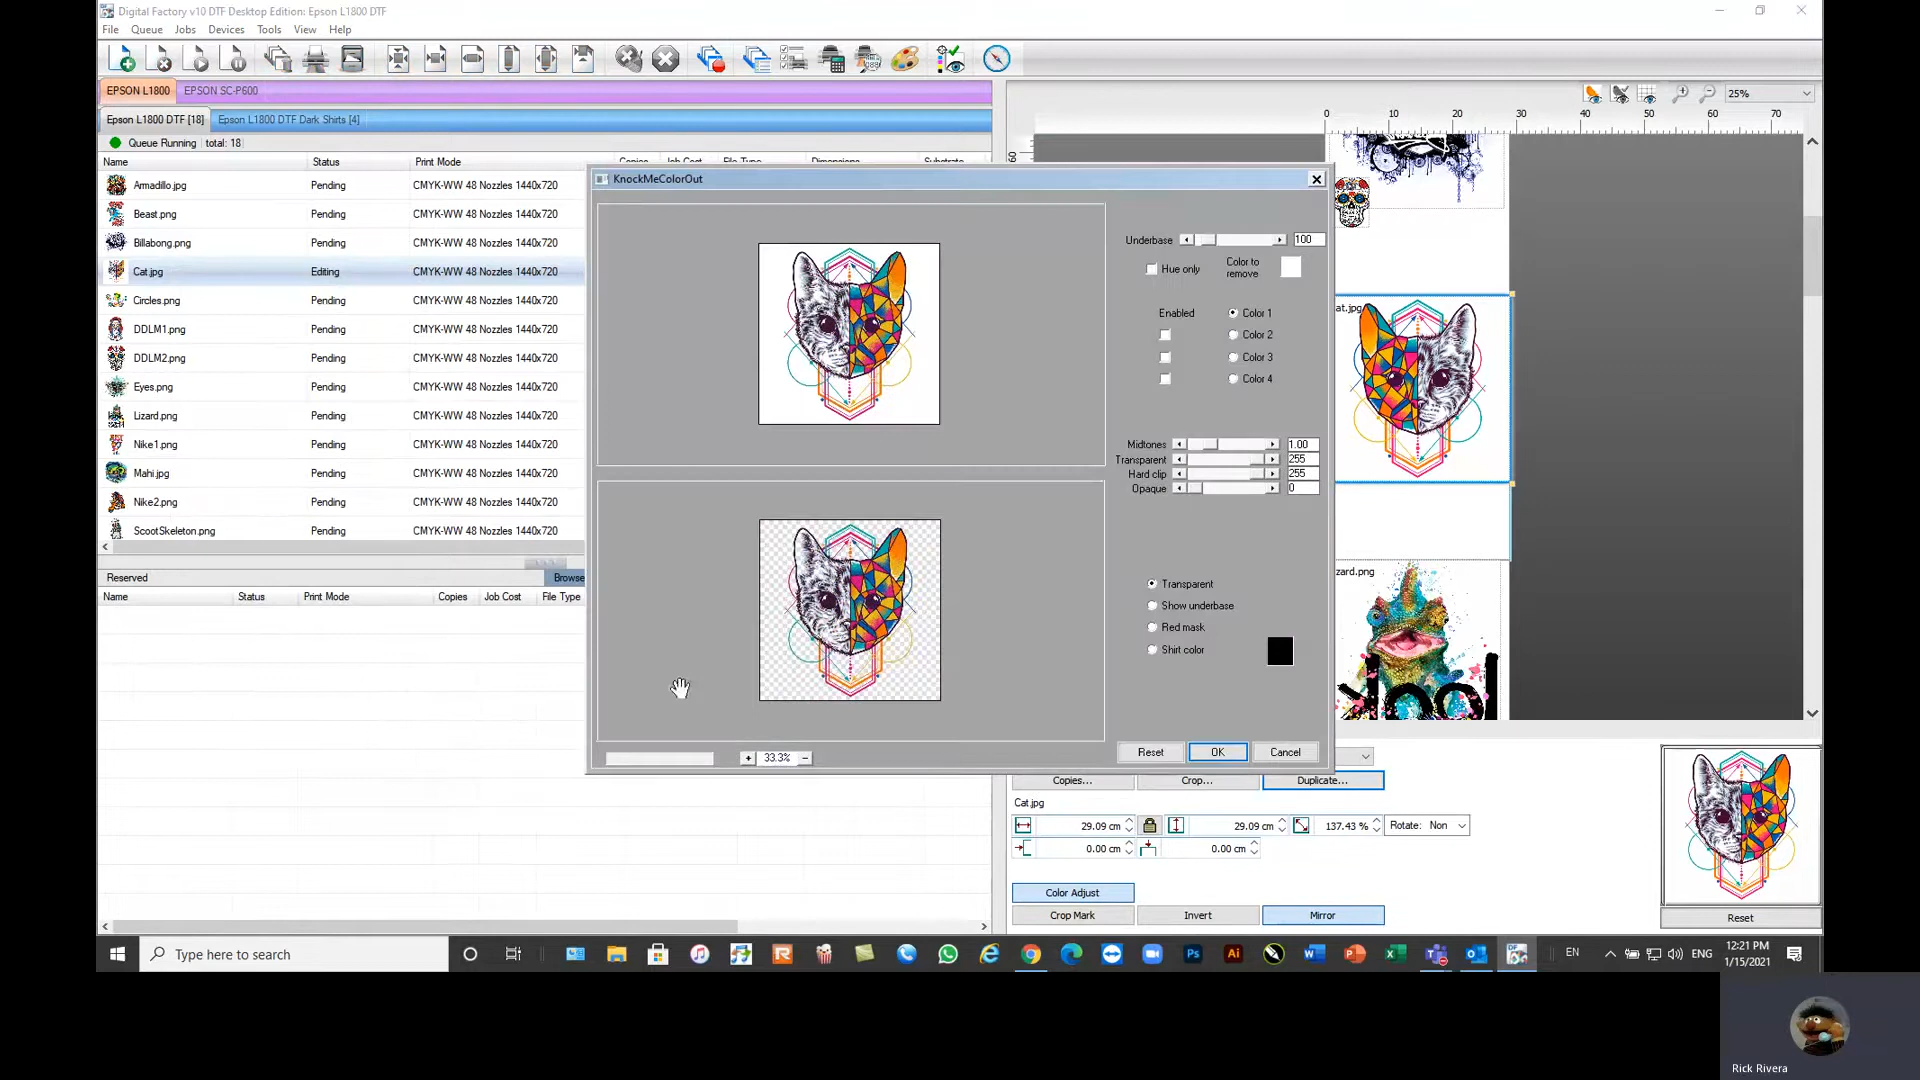 Digital Factory v10 DTF Desktop Edition: Epson L1800 DTF
File Queue Jobs Devices Tools View Help
EPSON L1800 EPSON SC-P600
25%
Epson L1800 DTF [18] Epson L1800 DTF Dark Shirts [4]
0 10 20 30 40 50 60 70
Queue Running total: 18
60
Name Status Print Mode Copies Job Cost File Type Dimensions Substrate
Armadillo.jpg Pending CMYK-WW 48 Nozzles 1440x720
Beast.png Pending CMYK-WW 48 Nozzles 1440x720
Billabong.png Pending CMYK-WW 48 Nozzles 1440x720
Cat.jpg Editing CMYK-WW 48 Nozzles 1440x720
Circles.png Pending CMYK-WW 48 Nozzles 1440x720
DDLM1.png Pending CMYK-WW 48 Nozzles 1440x720
DDLM2.png Pending CMYK-WW 48 Nozzles 1440x720
Eyes.png Pending CMYK-WW 48 Nozzles 1440x720
Lizard.png Pending CMYK-WW 48 Nozzles 1440x720
Nike1.png Pending CMYK-WW 48 Nozzles 1440x720
Mahi.jpg Pending CMYK-WW 48 Nozzles 1440x720
Nike2.png Pending CMYK-WW 48 Nozzles 1440x720
ScootSkeleton.png Pending CMYK-WW 48 Nozzles 1440x720
Reserved Browse
Name Status Print Mode Copies Job Cost File Type
KnockMeColorOut
Underbase 100
Hue only Color to remove
Enabled Color 1
Color 2
Color 3
Color 4
Midtones 1.00
Transparent 255
Hard clip 255
Opaque 0
Transparent
Show underbase
Red mask
Shirt color
33.3%
Reset OK Cancel
at.jpg
zard.png
Copies... Crop... Duplicate...
Cat.jpg
29.09 cm 29.09 cm 137.43 % Rotate: Non
0.00 cm 0.00 cm
Color Adjust
Crop Mark Invert Mirror
Reset
Type here to search
Ps Ai EN ENG
12:21 PM
1/15/2021
Rick Rivera